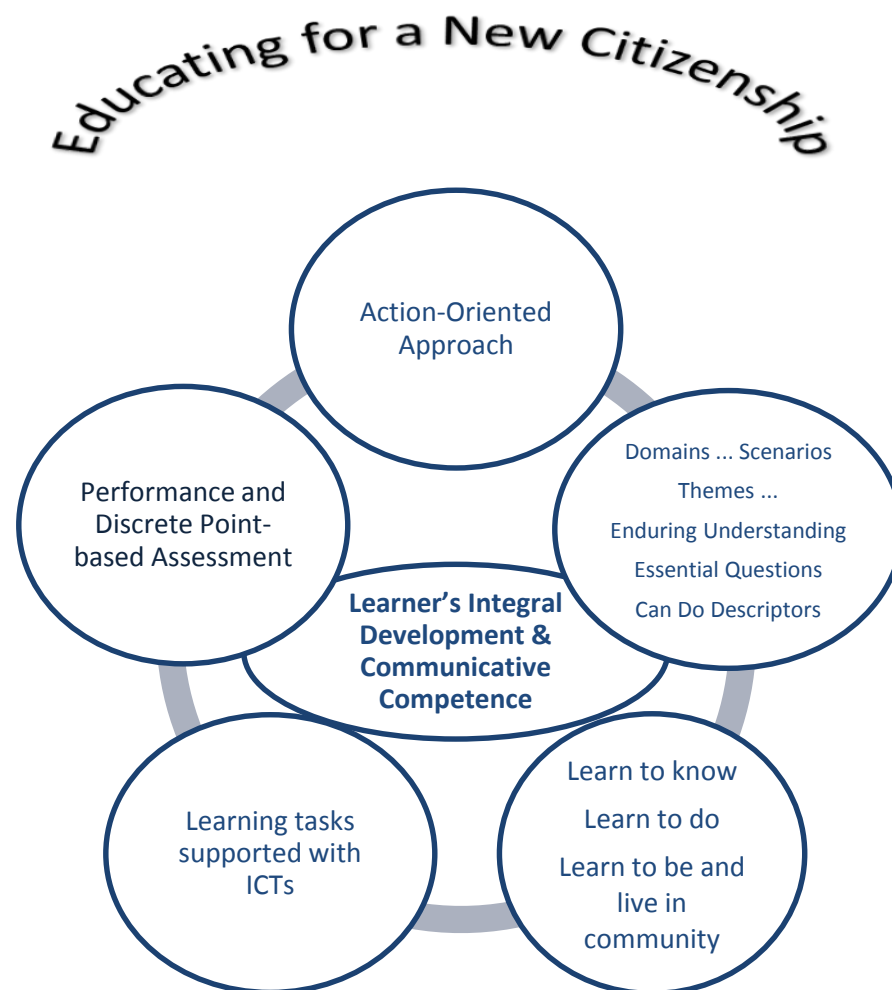 Educating for a New Citizenship
Action-Oriented
Approach
Domains ... Scenarios
Themes ...
Enduring Understanding
Essential Questions
Can Do Descriptors
Performance and
Discrete Point-
based Assessment
Learner’s Integral
Development &
Communicative
Competence
Learn to know
Learn to do
Learn to be and
live in
community
Learning tasks
supported with
ICTs